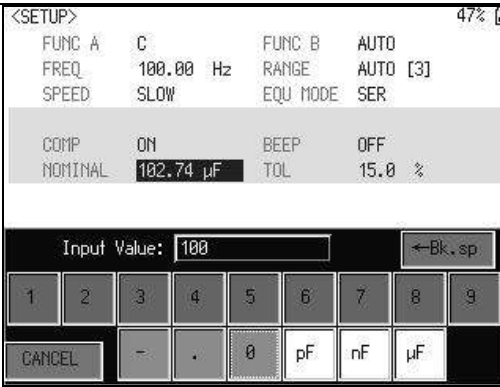 <SETUP> 47%
FUNC A C FUNC B AUTO
FREQ 100.00 Hz RANGE AUTO [3]
SPEED SLOW EQU MODE SER
COMP ON BEEP OFF
NOMINAL 102.74 µF TOL 15.0 %
Input Value: 100 ←Bk.sp
1 2 3 4 5 6 7 8 9
CANCEL - . 0 pF nF µF